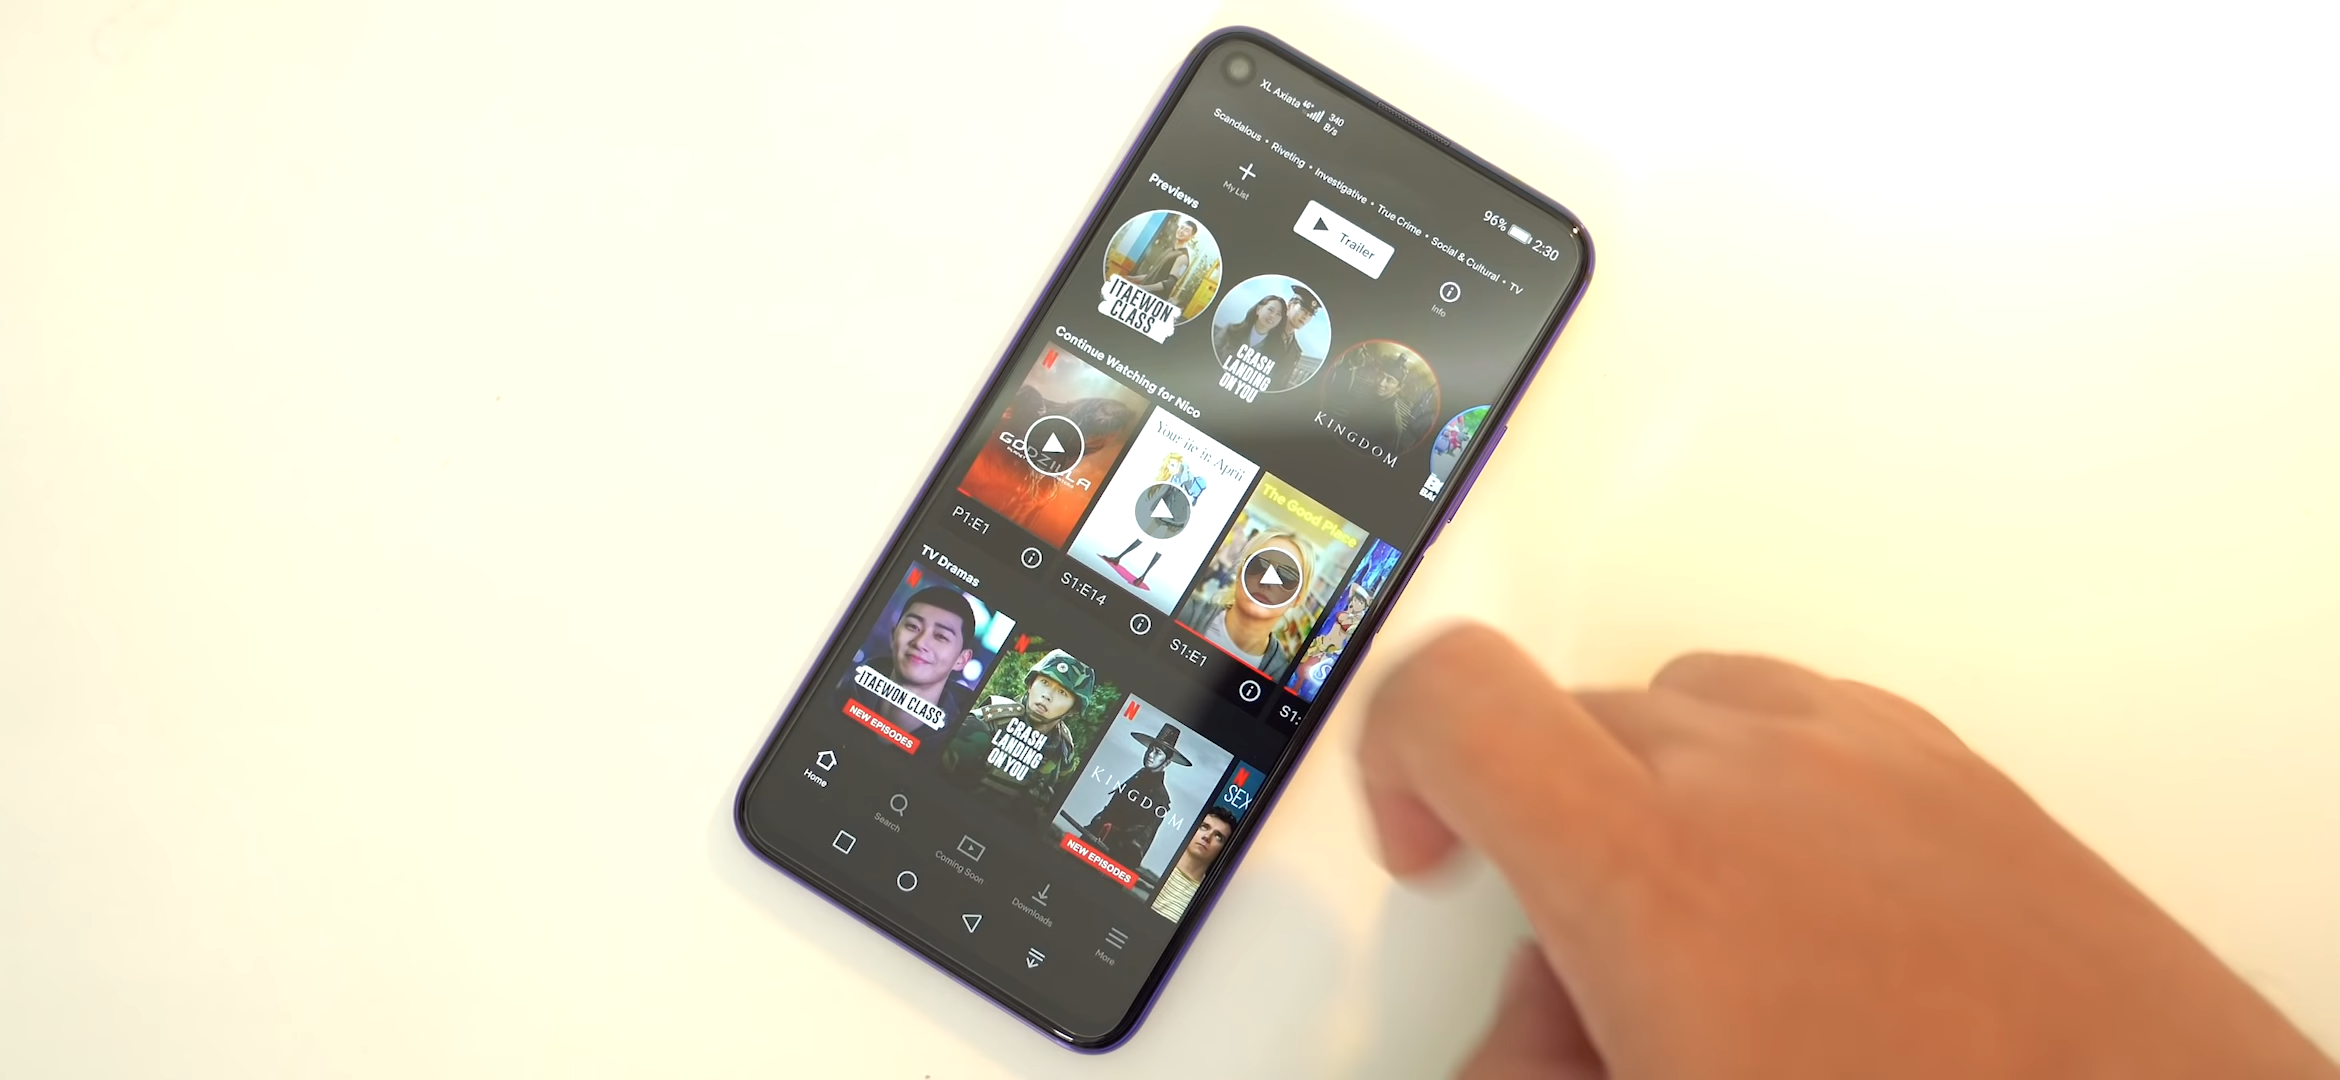 XL Axiata 4G+ 340 B/s
96% 2:30
Scandalous • Riveting • Investigative • True Crime • Social & Cultural • TV
My List
Trailer
Info
Previews
ITAEWON
CLASS
CRASH
LANDING
ON YOU
KINGDOM
Continue Watching for Nico
N
GODZILLA
P1:E1
Your lie in April
S1:E14
The Good Place
S1:E1
S1:
TV Dramas
N
ITAEWON CLASS
NEW EPISODES
N
CRASH
LANDING
ON YOU
N
KINGDOM
NEW EPISODES
N
SEX
Home
Search
Coming Soon
Downloads
More